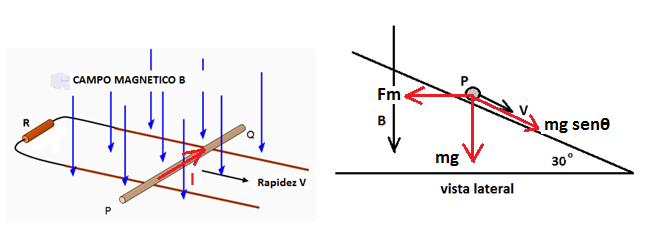 CAMPO MAGNETICO B
R
Q
I
Rapidez V
P
P
Fm
V
B
mg senθ
mg
30°
vista lateral